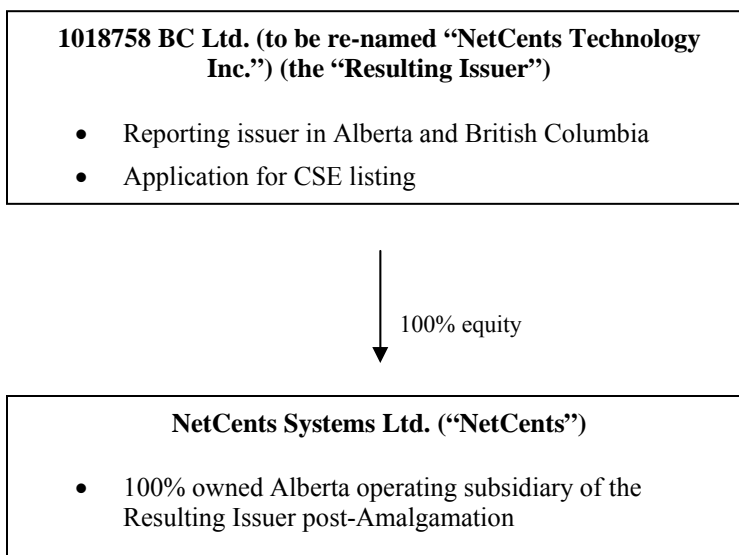 1018758 BC Ltd. (to be re-named “NetCents Technology
Inc.”) (the “Resulting Issuer”)
• Reporting issuer in Alberta and British Columbia
• Application for CSE listing
100% equity
NetCents Systems Ltd. (“NetCents”)
• 100% owned Alberta operating subsidiary of the
Resulting Issuer post-Amalgamation